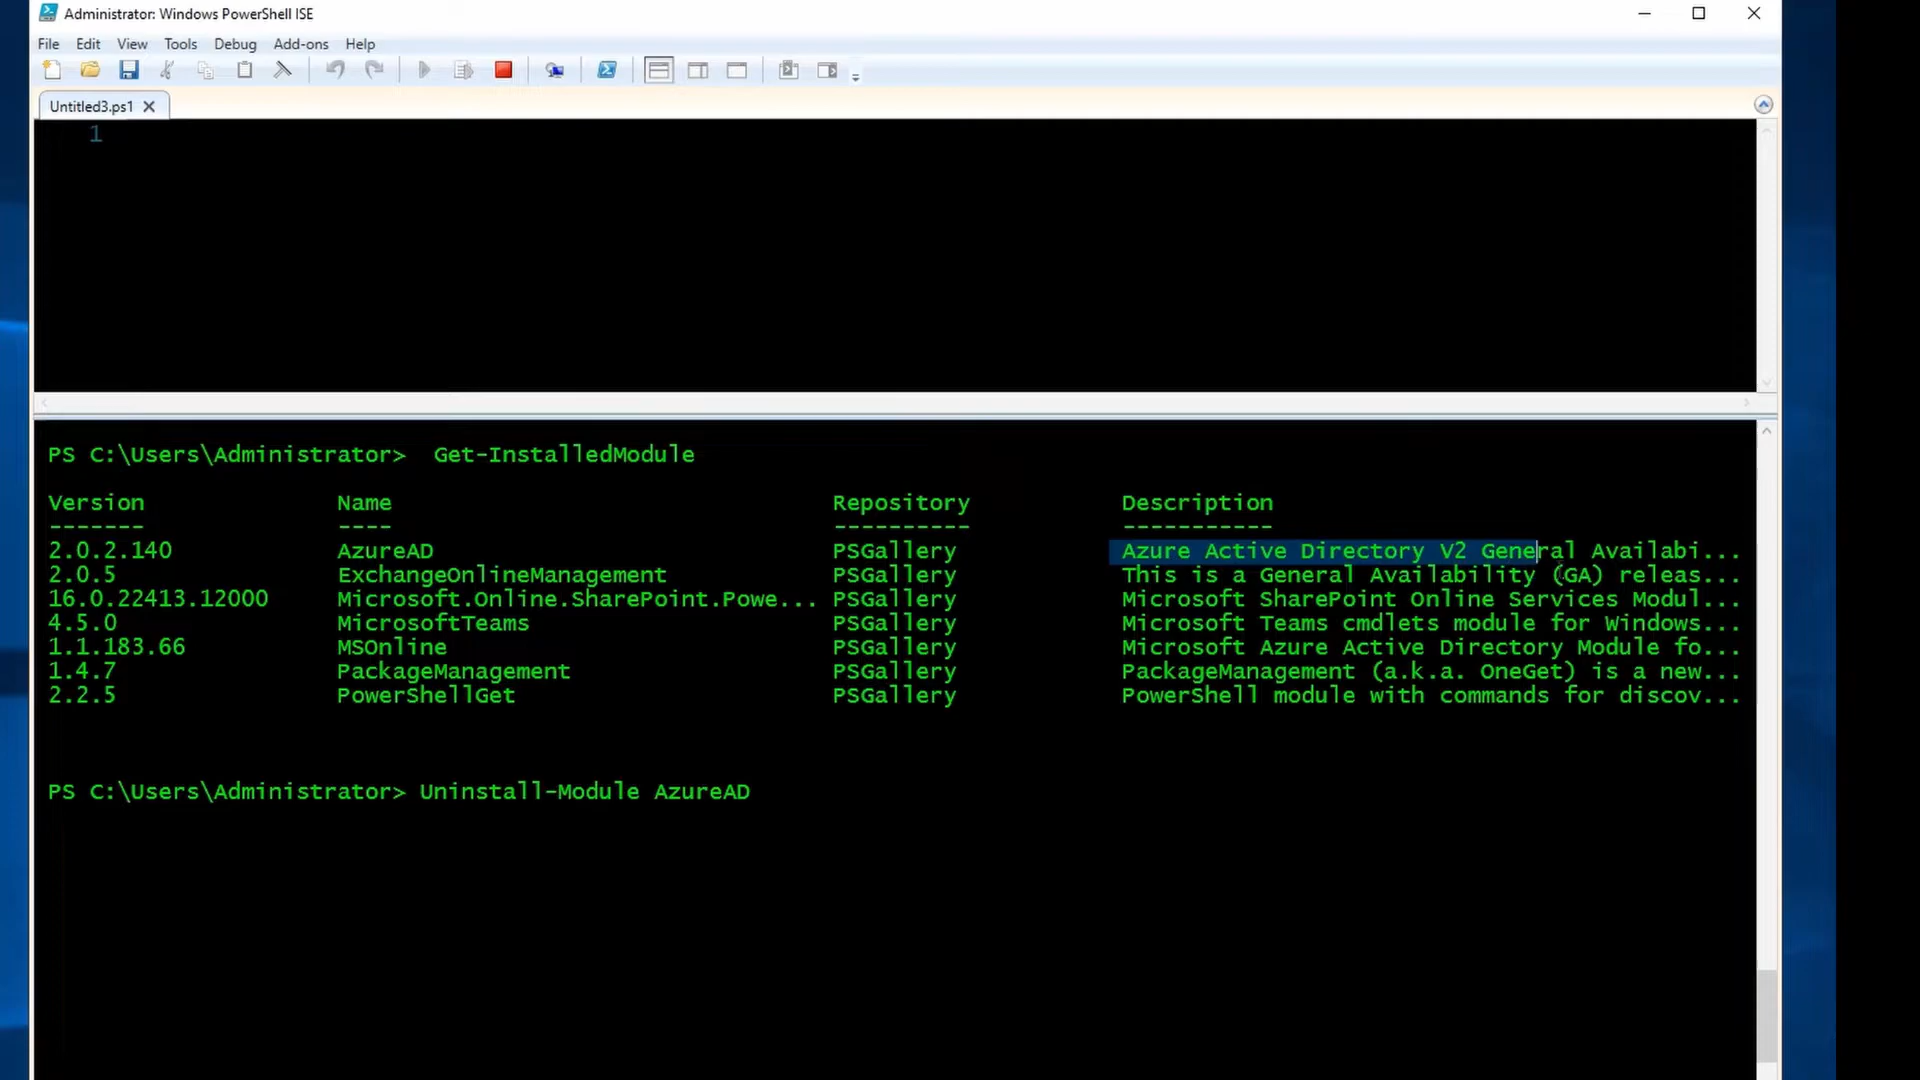 Administrator: Windows PowerShell ISE
File Edit View Tools Debug Add-ons Help
Untitled3.ps1
1
PS C:\Users\Administrator>  Get-InstalledModule
Version Name Repository Description
------- ---- ---------- -----------
2.0.2.140 AzureAD PSGallery Azure Active Directory V2 General Availabi...
2.0.5 ExchangeOnlineManagement PSGallery This is a General Availability (GA) releas...
16.0.22413.12000 Microsoft.Online.SharePoint.Powe... PSGallery Microsoft SharePoint Online Services Modul...
4.5.0 MicrosoftTeams PSGallery Microsoft Teams cmdlets module for Windows...
1.1.183.66 MSOnline PSGallery Microsoft Azure Active Directory Module fo...
1.4.7 PackageManagement PSGallery PackageManagement (a.k.a. OneGet) is a new...
2.2.5 PowerShellGet PSGallery PowerShell module with commands for discov...
PS C:\Users\Administrator> Uninstall-Module AzureAD